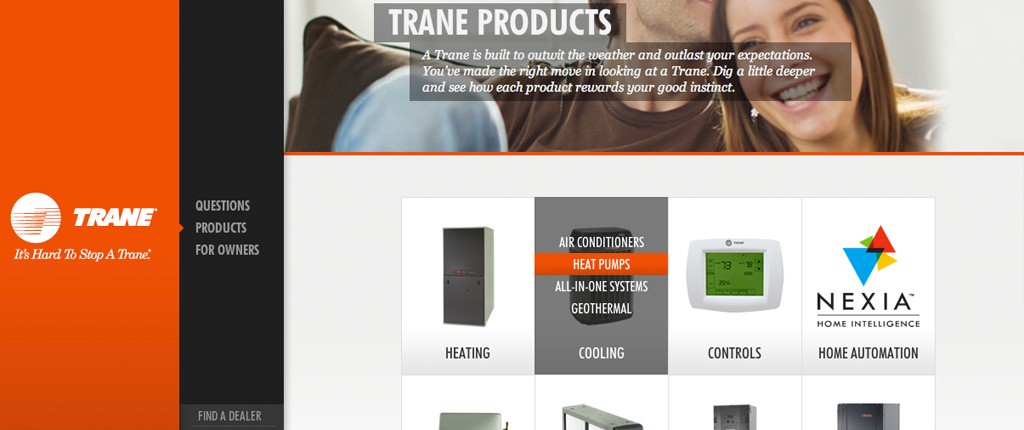 TRANE PRODUCTS
A Trane is built to outwit the weather and outlast your expectations.
You've made the right move in looking at a Trane. Dig a little deeper
and see how each product rewards your good instinct.
TRANE
It's Hard To Stop A Trane.
QUESTIONS
PRODUCTS
FOR OWNERS
FIND A DEALER
HEATING
AIR CONDITIONERS
HEAT PUMPS
ALL-IN-ONE SYSTEMS
GEOTHERMAL
COOLING
TRANE
73
78
CONTROLS
NEXIA™
HOME INTELLIGENCE
HOME AUTOMATION